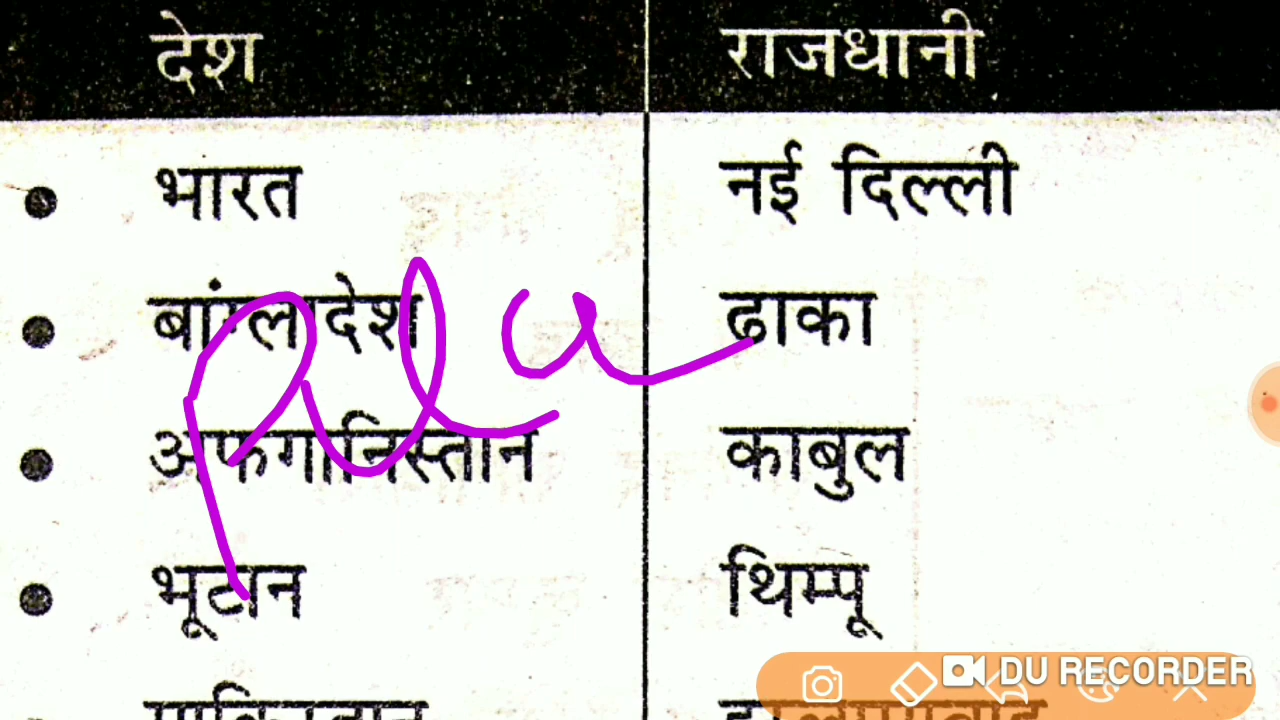 देश राजधानी
भारत नई दिल्ली
बांग्लादेश ढाका
अफगानिस्तान काबुल
भूटान थिम्पू
DU RECORDER